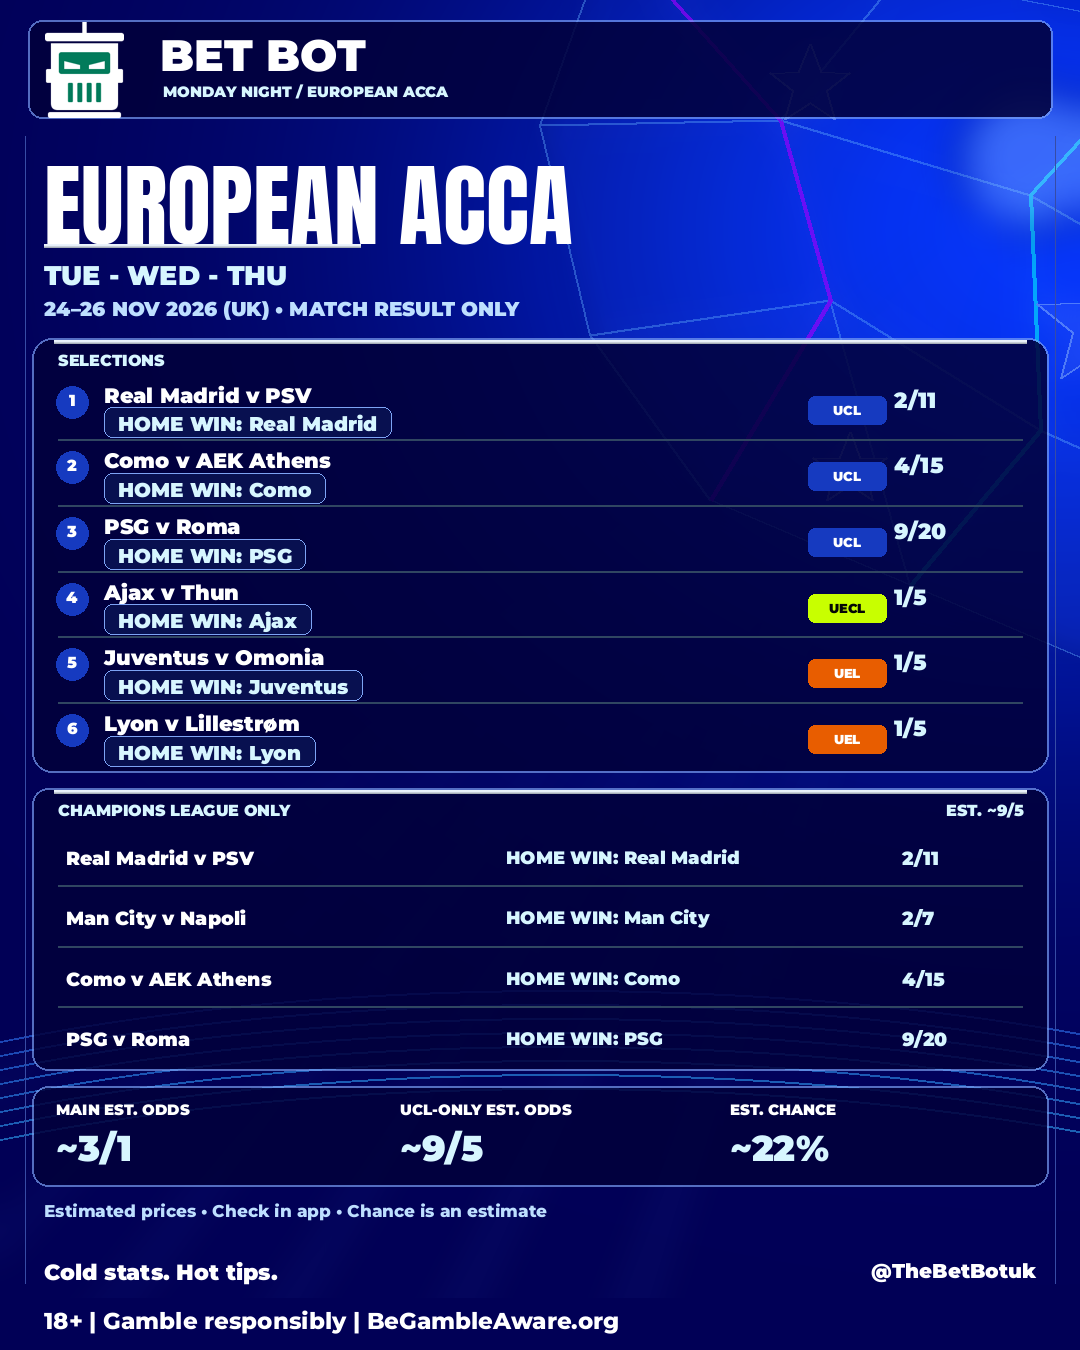 BET BOT
MONDAY NIGHT / EUROPEAN ACCA
EUROPEAN ACCA
TUE - WED - THU
24–26 NOV 2026 (UK) • MATCH RESULT ONLY
SELECTIONS
1 Real Madrid v PSV UCL 2/11
HOME WIN: Real Madrid
2 Como v AEK Athens UCL 4/15
HOME WIN: Como
3 PSG v Roma UCL 9/20
HOME WIN: PSG
4 Ajax v Thun UECL 1/5
HOME WIN: Ajax
5 Juventus v Omonia UEL 1/5
HOME WIN: Juventus
6 Lyon v Lillestrøm UEL 1/5
HOME WIN: Lyon
CHAMPIONS LEAGUE ONLY EST. ~9/5
Real Madrid v PSV HOME WIN: Real Madrid 2/11
Man City v Napoli HOME WIN: Man City 2/7
Como v AEK Athens HOME WIN: Como 4/15
PSG v Roma HOME WIN: PSG 9/20
MAIN EST. ODDS UCL-ONLY EST. ODDS EST. CHANCE
~3/1 ~9/5 ~22%
Estimated prices • Check in app • Chance is an estimate
Cold stats. Hot tips. @TheBetBotuk
18+ | Gamble responsibly | BeGambleAware.org